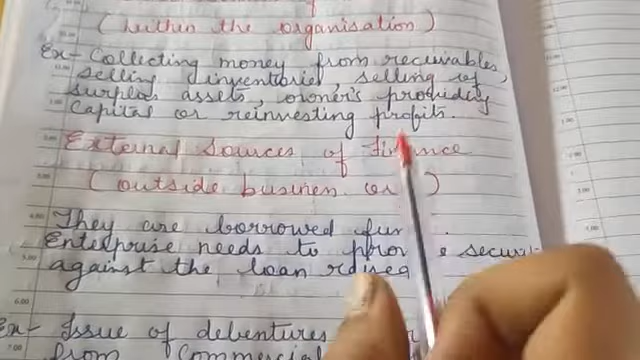 (within the organisation)
Ex- Collecting money from recievables,
selling inventories, selling of
surplus assets, owner's providing
capital or reinvesting profits.
External Sources of finance
(outside business or )
They are borrowed
Enterprise needs to
against the loan raised
Ex- Issue of debentures
from Commercial